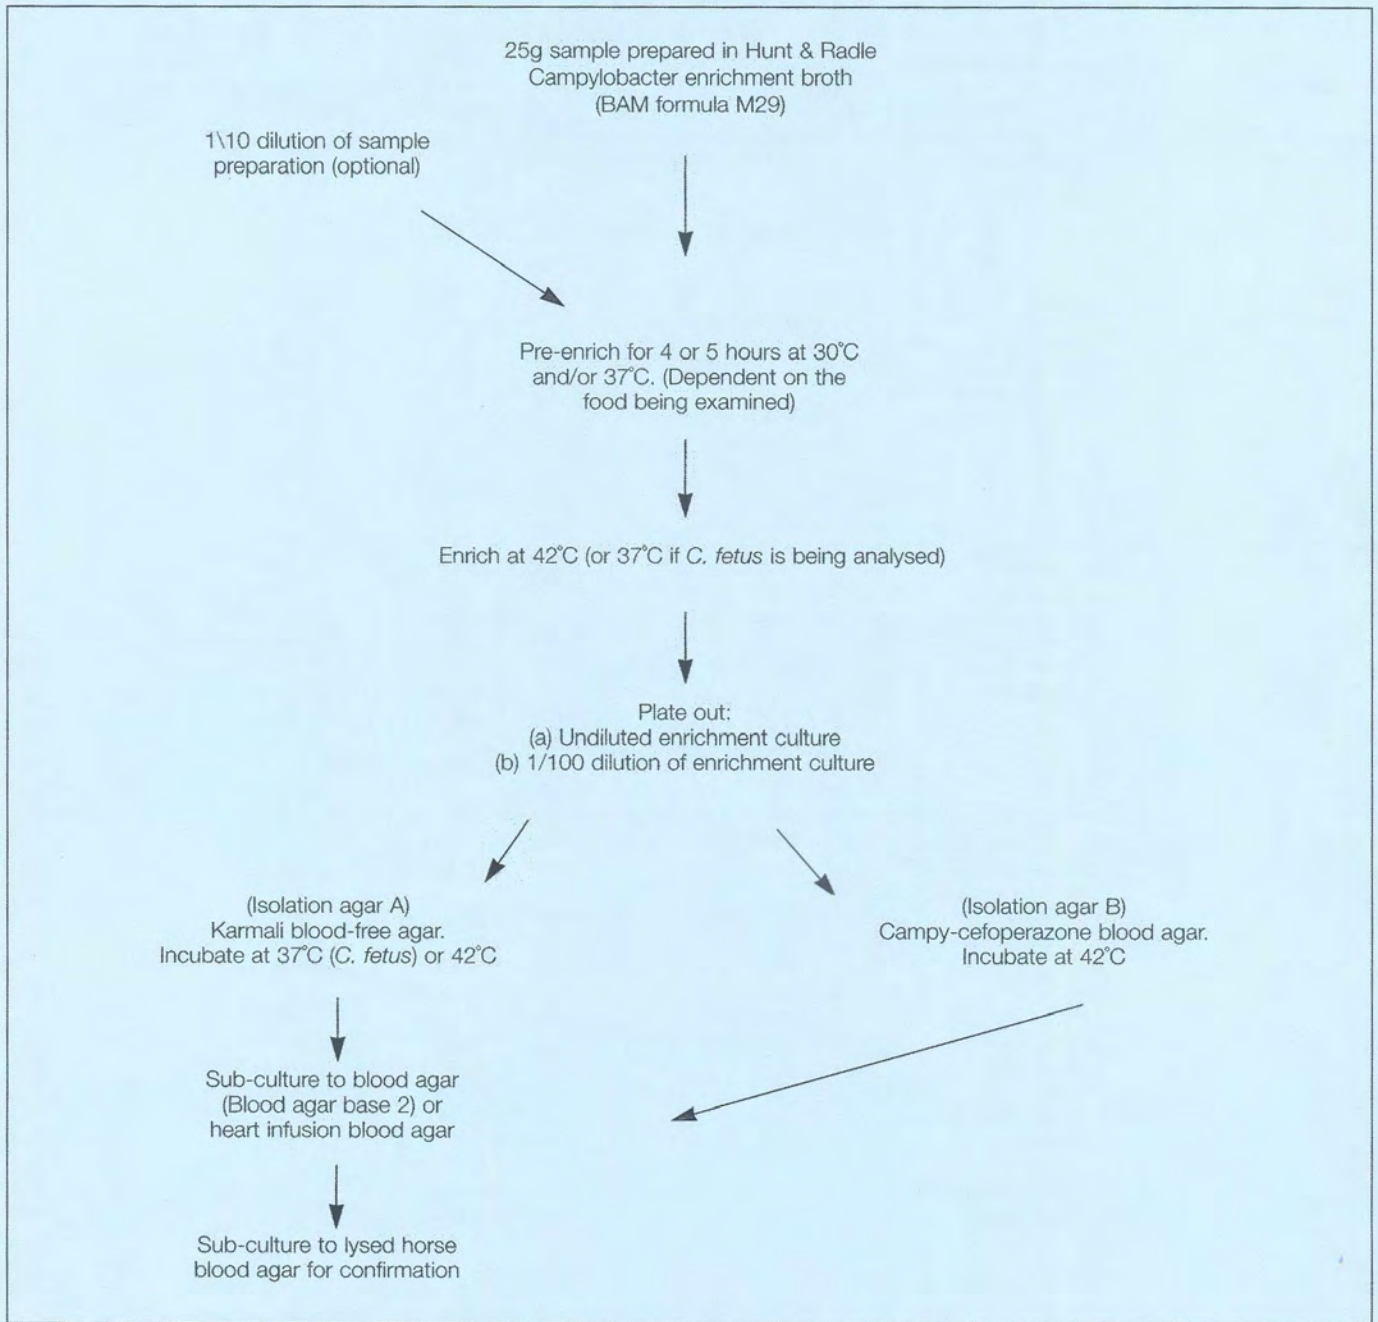 25g sample prepared in Hunt & Radle
Campylobacter enrichment broth
(BAM formula M29)
1\10 dilution of sample
preparation (optional)
Pre-enrich for 4 or 5 hours at 30°C
and/or 37°C. (Dependent on the
food being examined)
Enrich at 42°C (or 37°C if C. fetus is being analysed)
Plate out:
(a) Undiluted enrichment culture
(b) 1/100 dilution of enrichment culture
(Isolation agar A)
Karmali blood-free agar.
Incubate at 37°C (C. fetus) or 42°C
(Isolation agar B)
Campy-cefoperazone blood agar.
Incubate at 42°C
Sub-culture to blood agar
(Blood agar base 2) or
heart infusion blood agar
Sub-culture to lysed horse
blood agar for confirmation